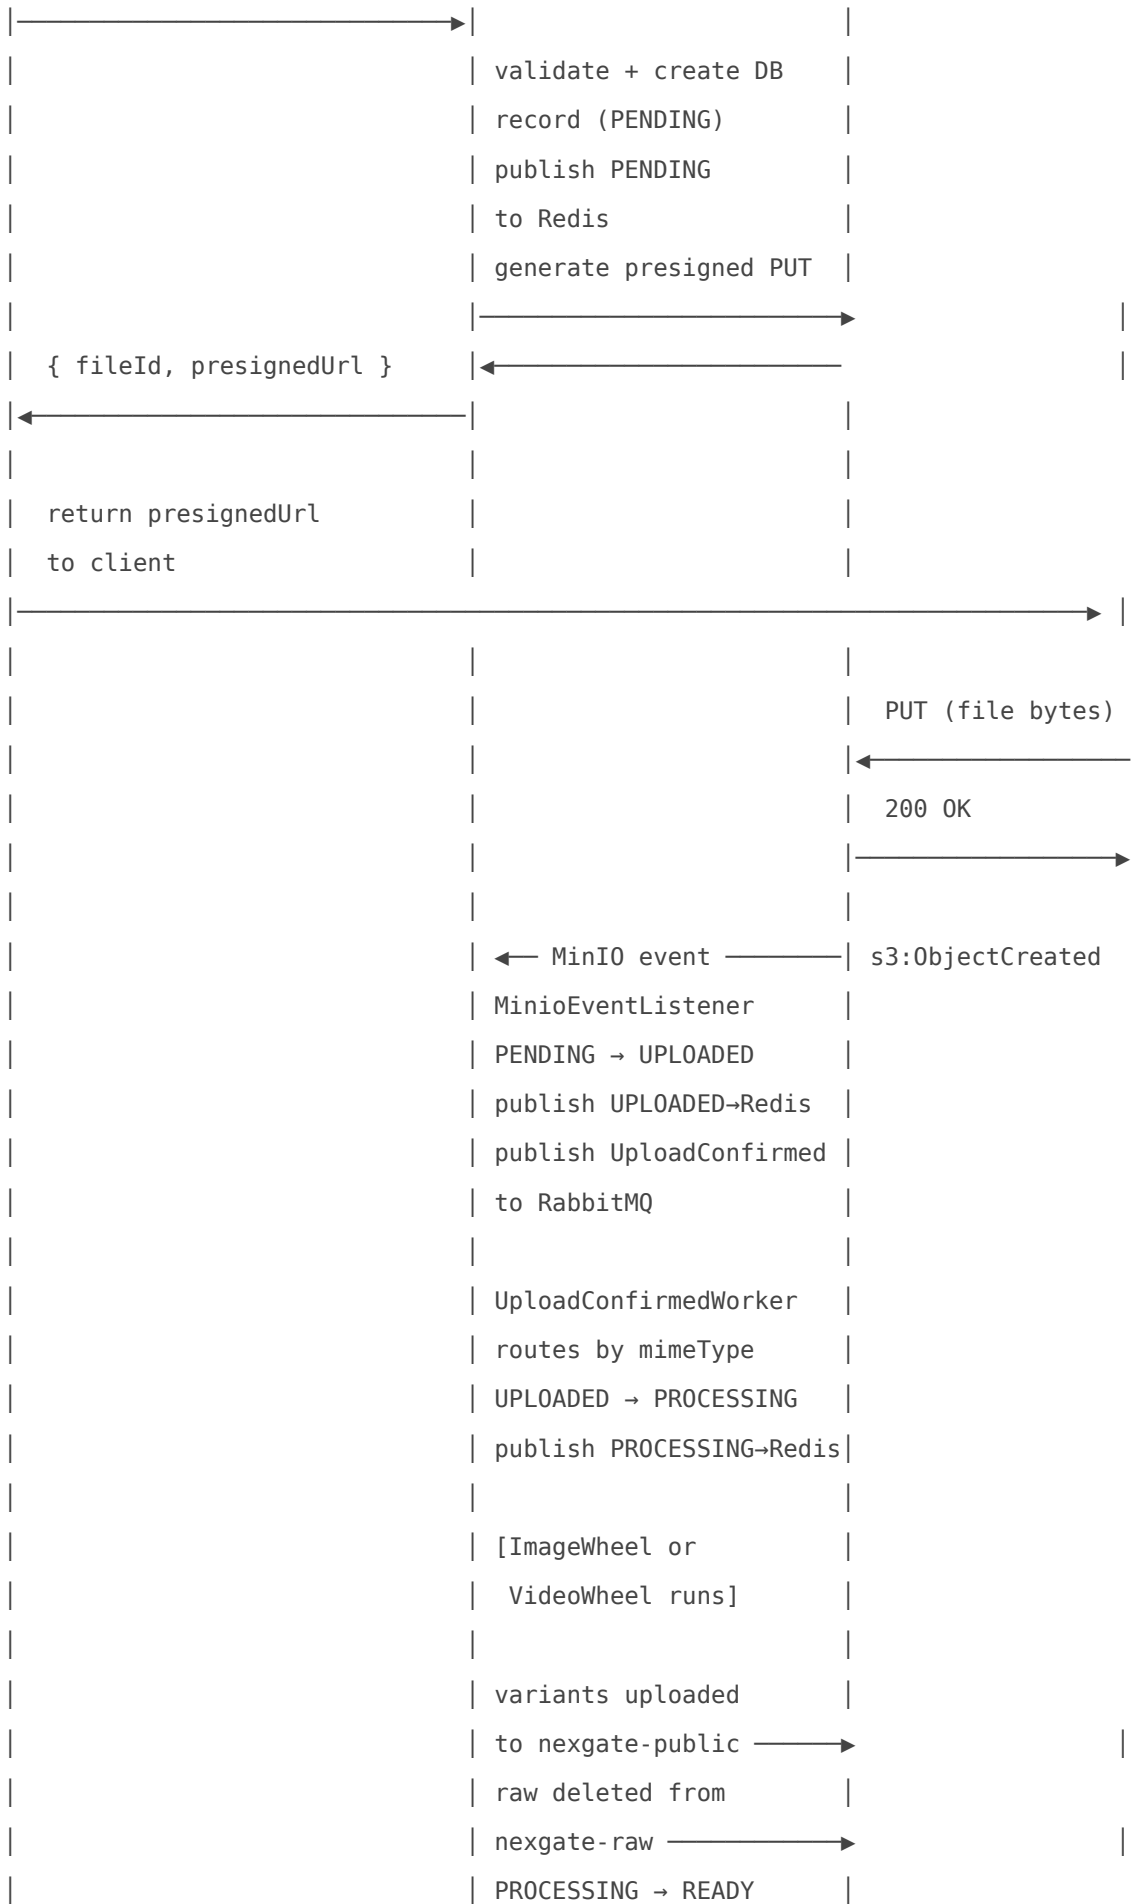 validate + create DB
record (PENDING)
publish PENDING
to Redis
generate presigned PUT
{ fileId, presignedUrl }
return presignedUrl
to client
PUT (file bytes)
200 OK
MinIO event s3:ObjectCreated
MinioEventListener
PENDING → UPLOADED
publish UPLOADED→Redis
publish UploadConfirmed
to RabbitMQ
UploadConfirmedWorker
routes by mimeType
UPLOADED → PROCESSING
publish PROCESSING→Redis
[ImageWheel or
VideoWheel runs]
variants uploaded
to nexgate-public
raw deleted from
nexgate-raw
PROCESSING → READY